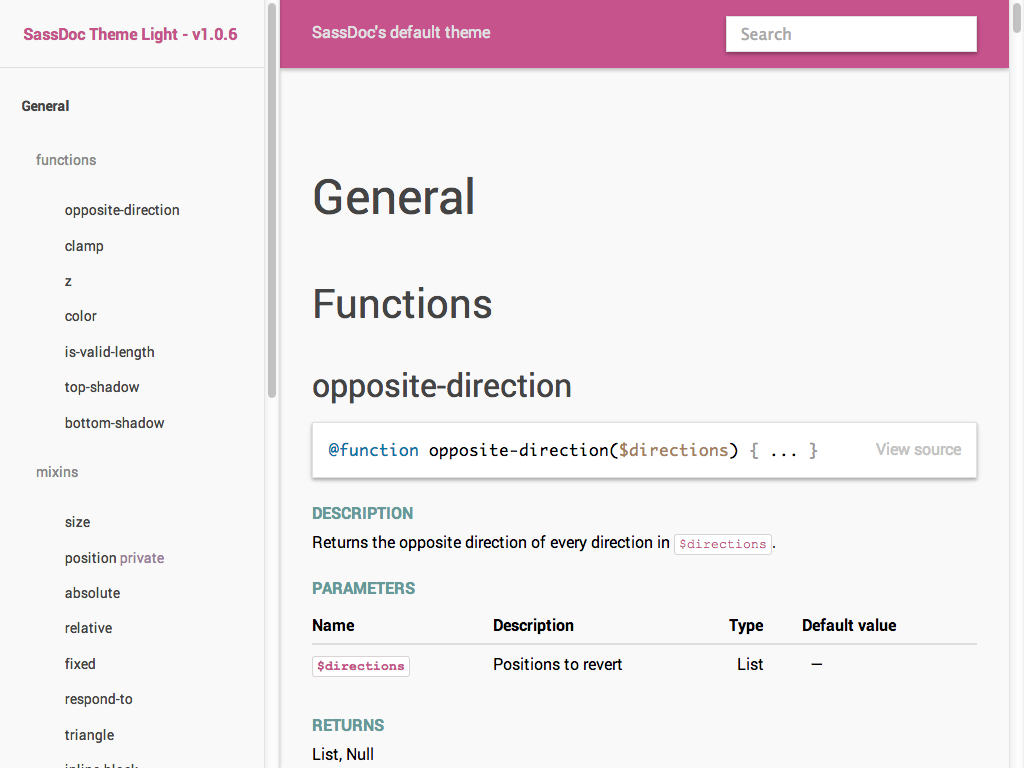 SassDoc Theme Light - v1.0.6
General
functions
opposite-direction
clamp
z
color
is-valid-length
top-shadow
bottom-shadow
mixins
size
position private
absolute
relative
fixed
respond-to
triangle
inline-block
SassDoc's default theme
Search
General
Functions
opposite-direction
@function opposite-direction($directions) { ... }
View source
DESCRIPTION
Returns the opposite direction of every direction in $directions.
PARAMETERS
Name Description Type Default value
$directions Positions to revert List —
RETURNS
List, Null